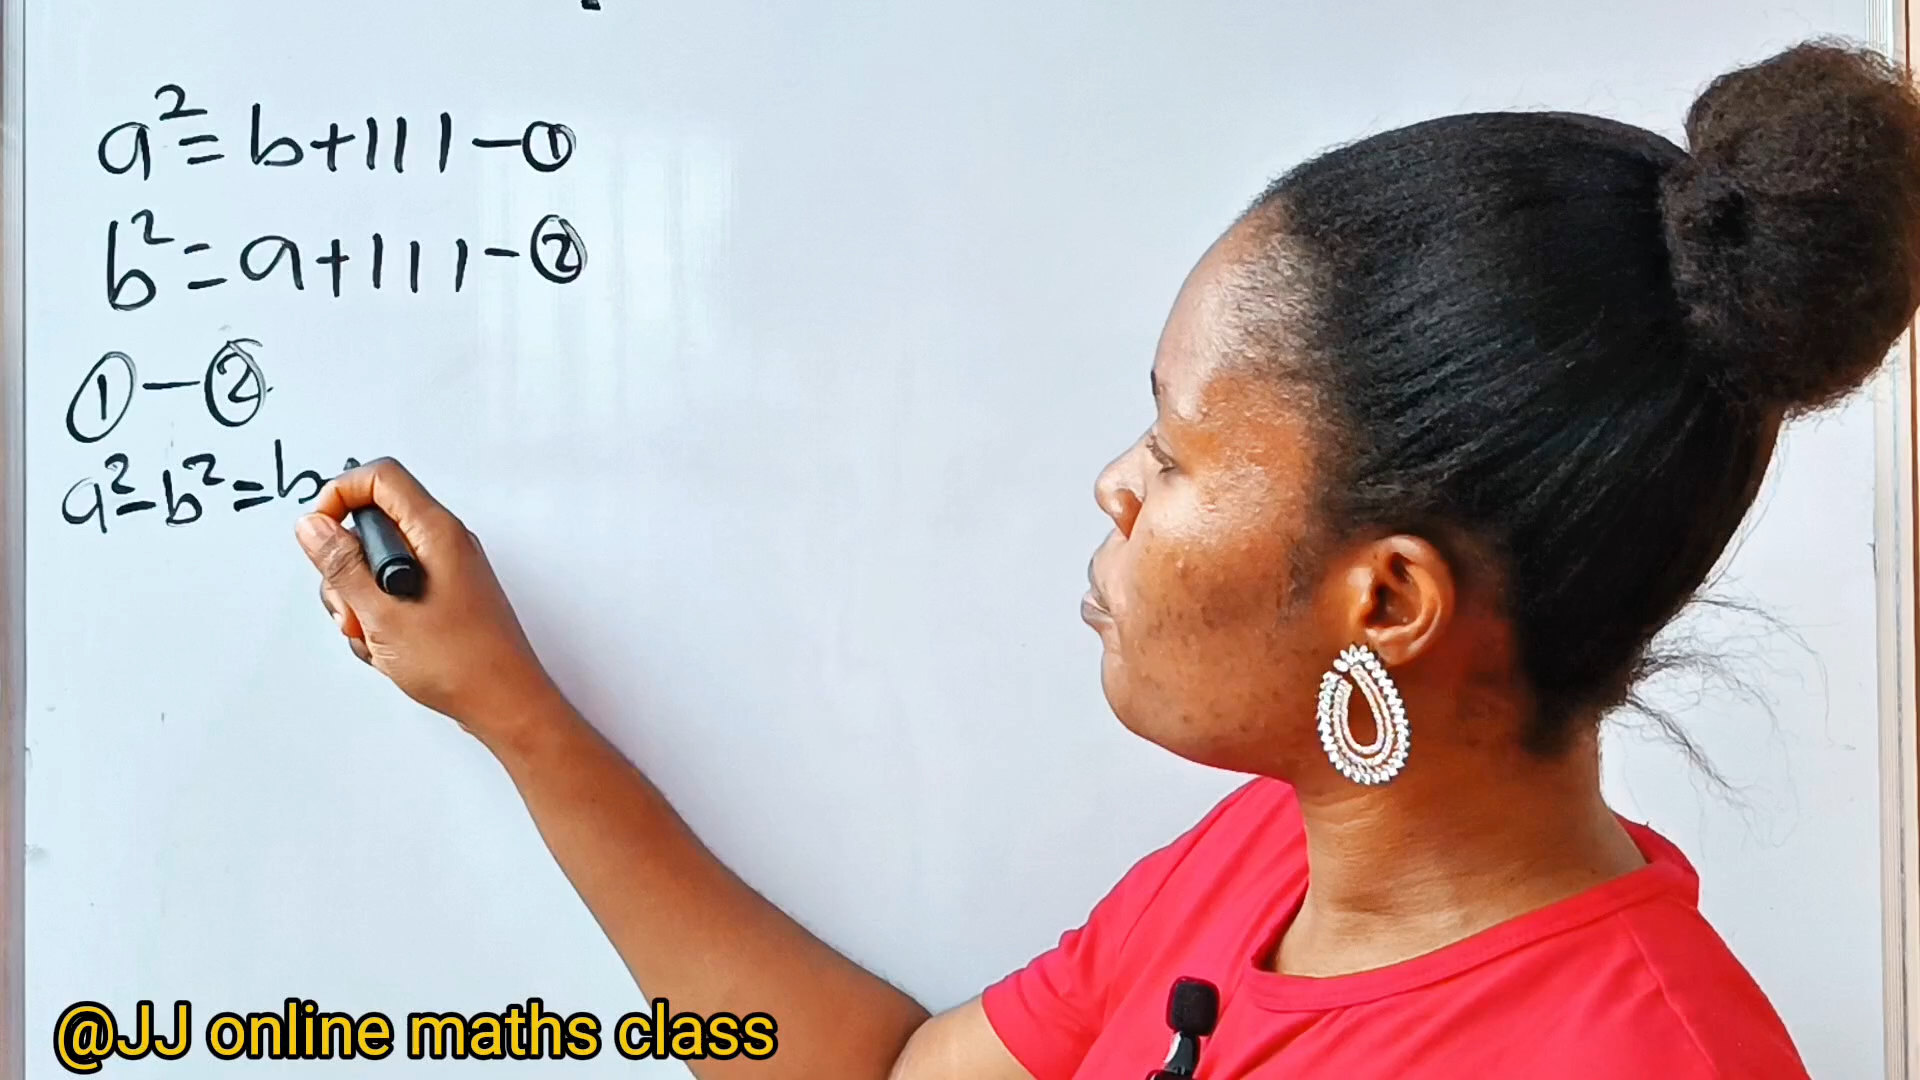 a²=b+111-①
b²=a+111-②
①-②
a²-b²=b
@JJ online maths class